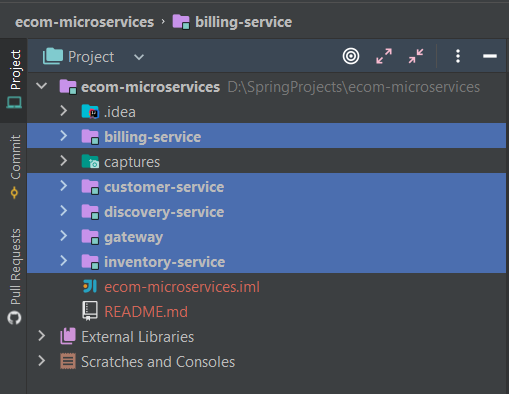 ecom-microservices > billing-service
Project
Project
ecom-microservices D:\SpringProjects\ecom-microservices
.idea
billing-service
Commit
captures
customer-service
discovery-service
gateway
Pull Requests
inventory-service
ecom-microservices.iml
README.md
External Libraries
Scratches and Consoles